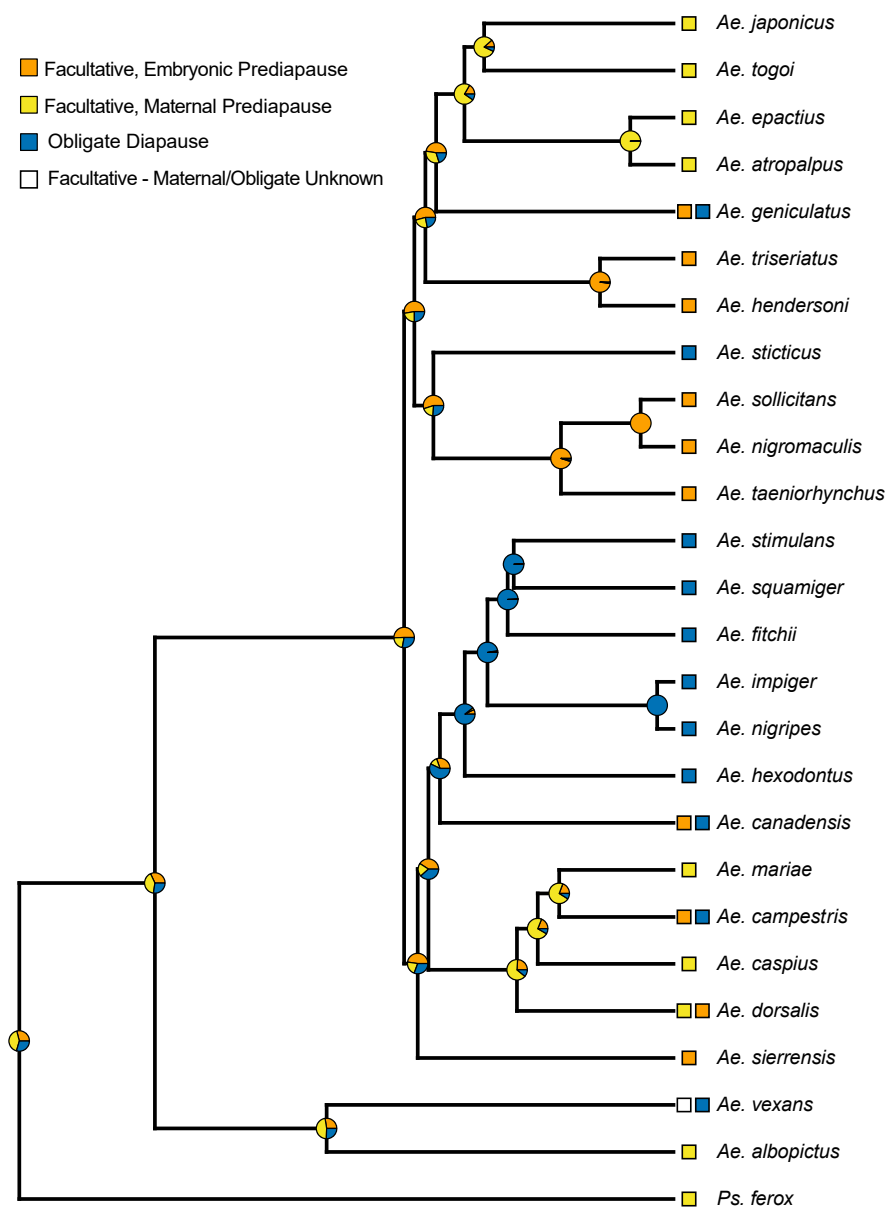 Facultative, Embryonic Prediapause
Facultative, Maternal Prediapause
Obligate Diapause
Facultative - Maternal/Obligate Unknown
Ae. japonicus
Ae. togoi
Ae. epactius
Ae. atropalpus
Ae. geniculatus
Ae. triseriatus
Ae. hendersoni
Ae. sticticus
Ae. sollicitans
Ae. nigromaculis
Ae. taeniorhynchus
Ae. stimulans
Ae. squamiger
Ae. fitchii
Ae. impiger
Ae. nigripes
Ae. hexodontus
Ae. canadensis
Ae. mariae
Ae. campestris
Ae. caspius
Ae. dorsalis
Ae. sierrensis
Ae. vexans
Ae. albopictus
Ps. ferox